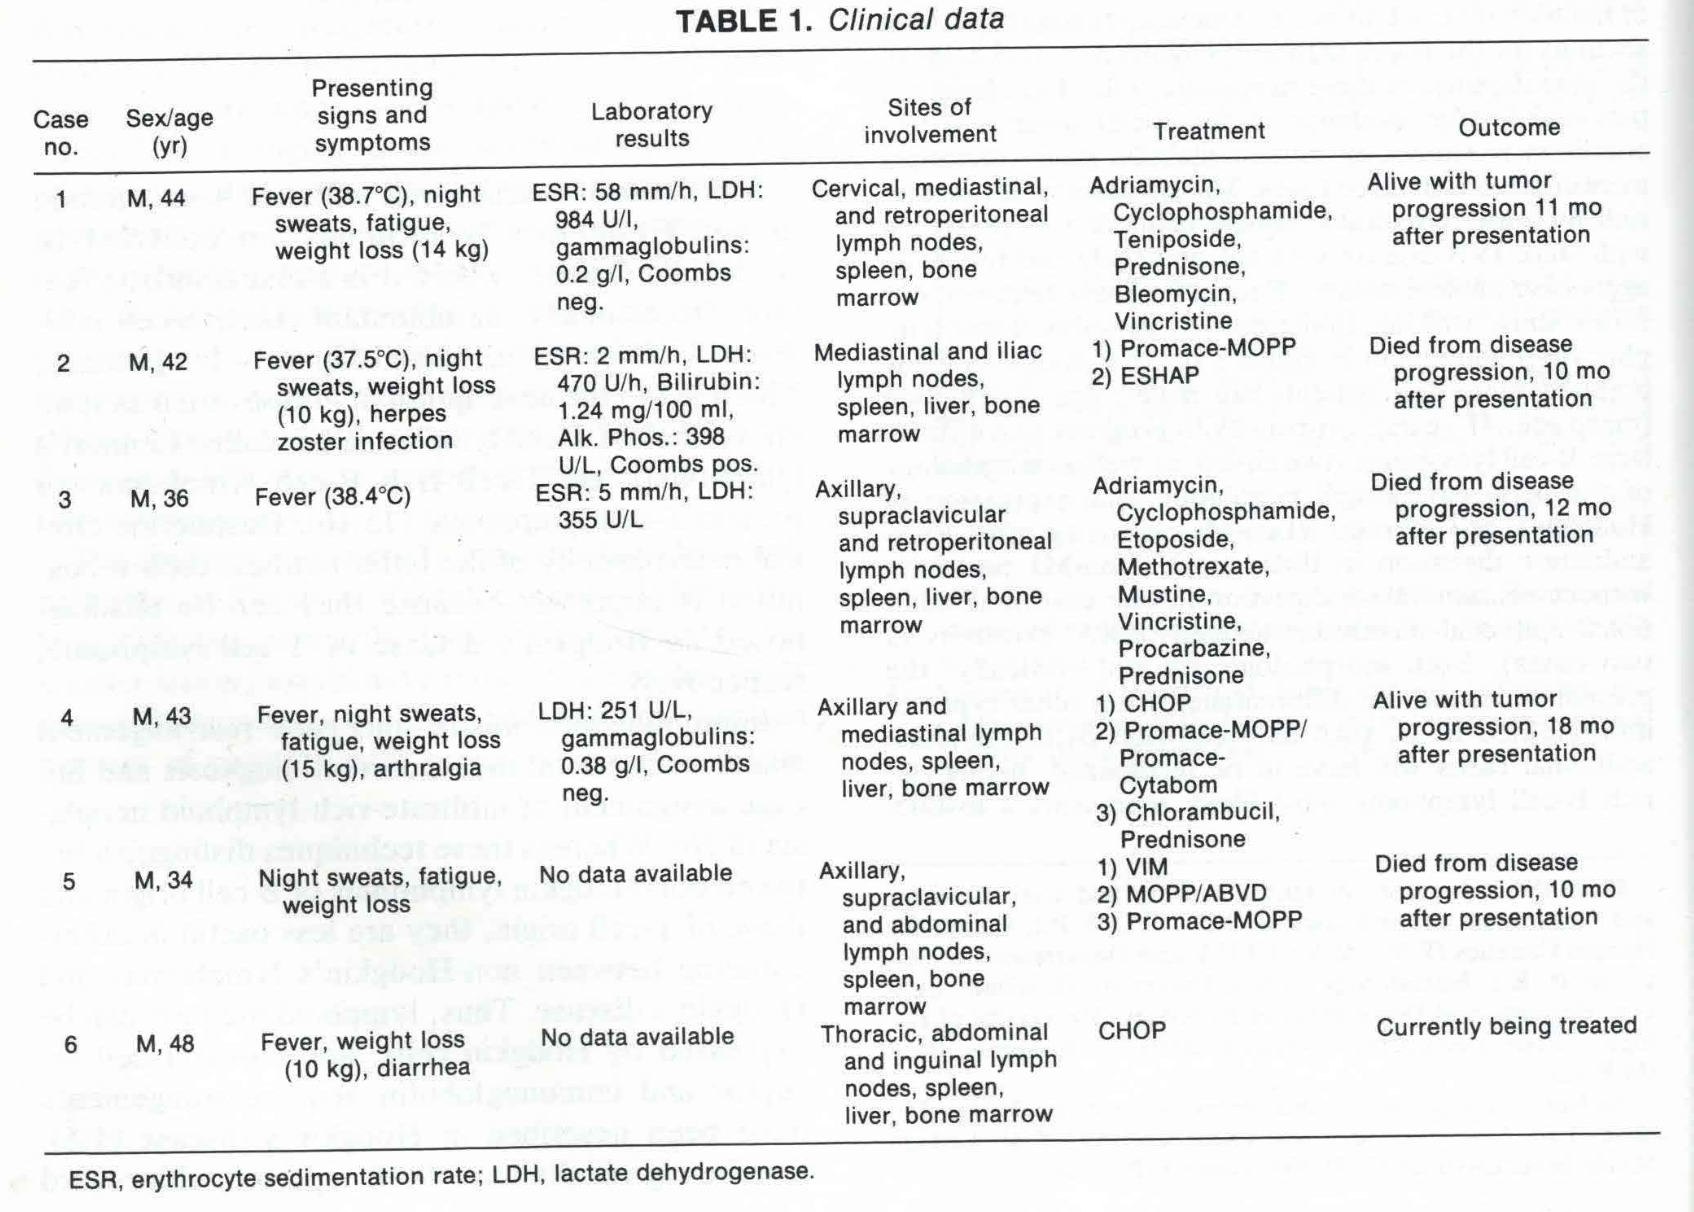 TABLE 1. Clinical data
Case no.
Sex/age (yr)
Presenting signs and symptoms
Laboratory results
Sites of involvement
Treatment
Outcome
1
M, 44
Fever (38.7°C), night
sweats, fatigue,
weight loss (14 kg)
ESR: 58 mm/h, LDH:
984 U/l,
gammaglobulins:
0.2 g/l, Coombs
neg.
Cervical, mediastinal,
and retroperitoneal
lymph nodes,
spleen, bone
marrow
Adriamycin,
Cyclophosphamide,
Teniposide,
Prednisone,
Bleomycin,
Vincristine
Alive with tumor
progression 11 mo
after presentation
2
M, 42
Fever (37.5°C), night
sweats, weight loss
(10 kg), herpes
zoster infection
ESR: 2 mm/h, LDH:
470 U/h, Bilirubin:
1.24 mg/100 ml,
Alk. Phos.: 398
U/L, Coombs pos.
Mediastinal and iliac
lymph nodes,
spleen, liver, bone
marrow
1) Promace-MOPP
2) ESHAP
Died from disease
progression, 10 mo
after presentation
3
M, 36
Fever (38.4°C)
ESR: 5 mm/h, LDH:
355 U/L
Axillary,
supraclavicular
and retroperitoneal
lymph nodes,
spleen, liver, bone
marrow
Adriamycin,
Cyclophosphamide,
Etoposide,
Methotrexate,
Mustine,
Vincristine,
Procarbazine,
Prednisone
Died from disease
progression, 12 mo
after presentation
4
M, 43
Fever, night sweats,
fatigue, weight loss
(15 kg), arthralgia
LDH: 251 U/L,
gammaglobulins:
0.38 g/l, Coombs
neg.
Axillary and
mediastinal lymph
nodes, spleen,
liver, bone marrow
1) CHOP
2) Promace-MOPP/
Promace-
Cytabom
3) Chlorambucil,
Prednisone
Alive with tumor
progression, 18 mo
after presentation
5
M, 34
Night sweats, fatigue,
weight loss
No data available
Axillary,
supraclavicular,
and abdominal
lymph nodes,
spleen, bone
marrow
1) VIM
2) MOPP/ABVD
3) Promace-MOPP
Died from disease
progression, 10 mo
after presentation
6
M, 48
Fever, weight loss
(10 kg), diarrhea
No data available
Thoracic, abdominal
and inguinal lymph
nodes, spleen,
liver, bone marrow
CHOP
Currently being treated
ESR, erythrocyte sedimentation rate; LDH, lactate dehydrogenase.